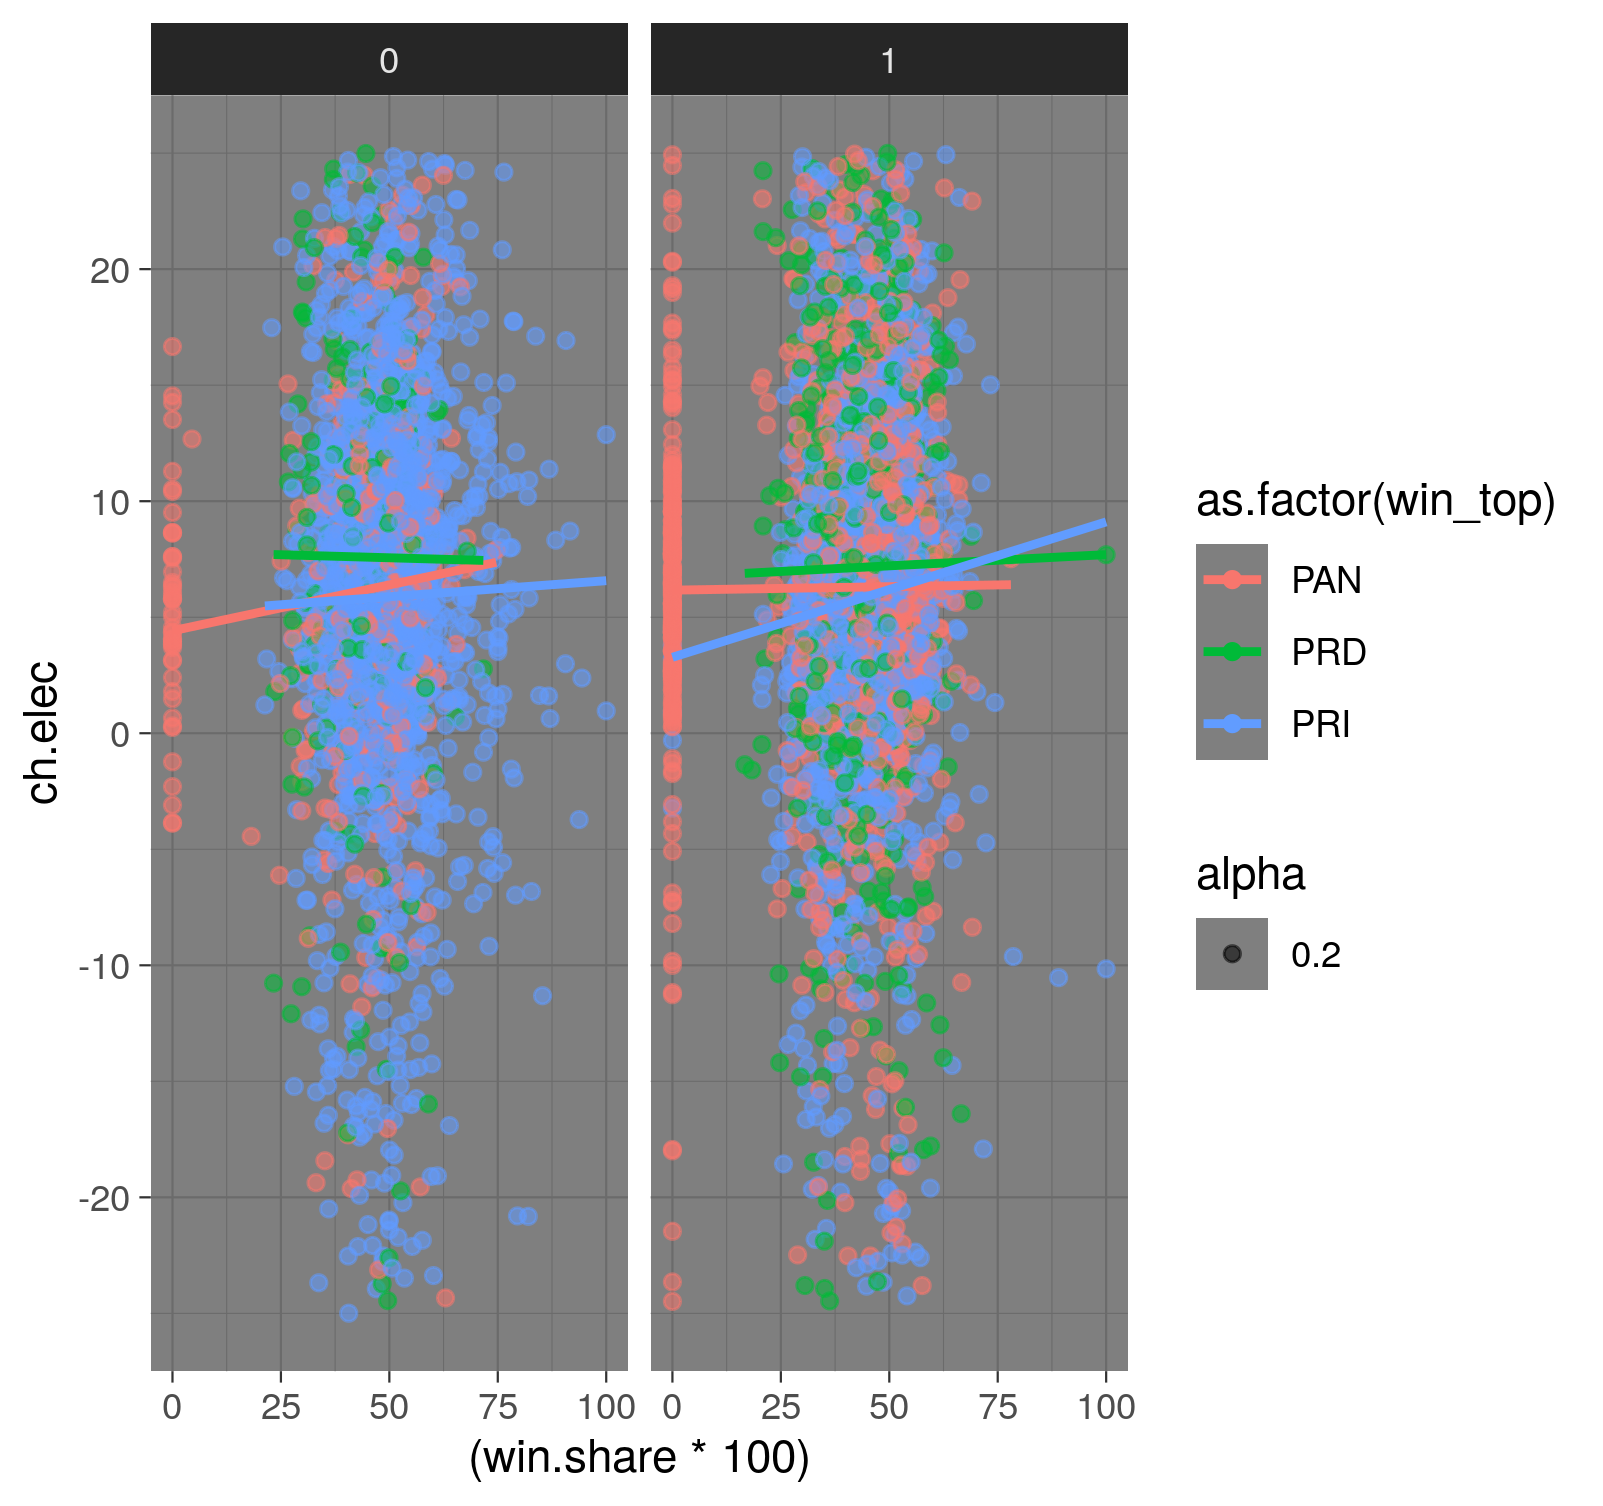 0 1
20
10
0
-10
-20
ch.elec
0 25 50 75 100 0 25 50 75 100
(win.share * 100)
as.factor(win_top)
PAN
PRD
PRI
alpha
0.2